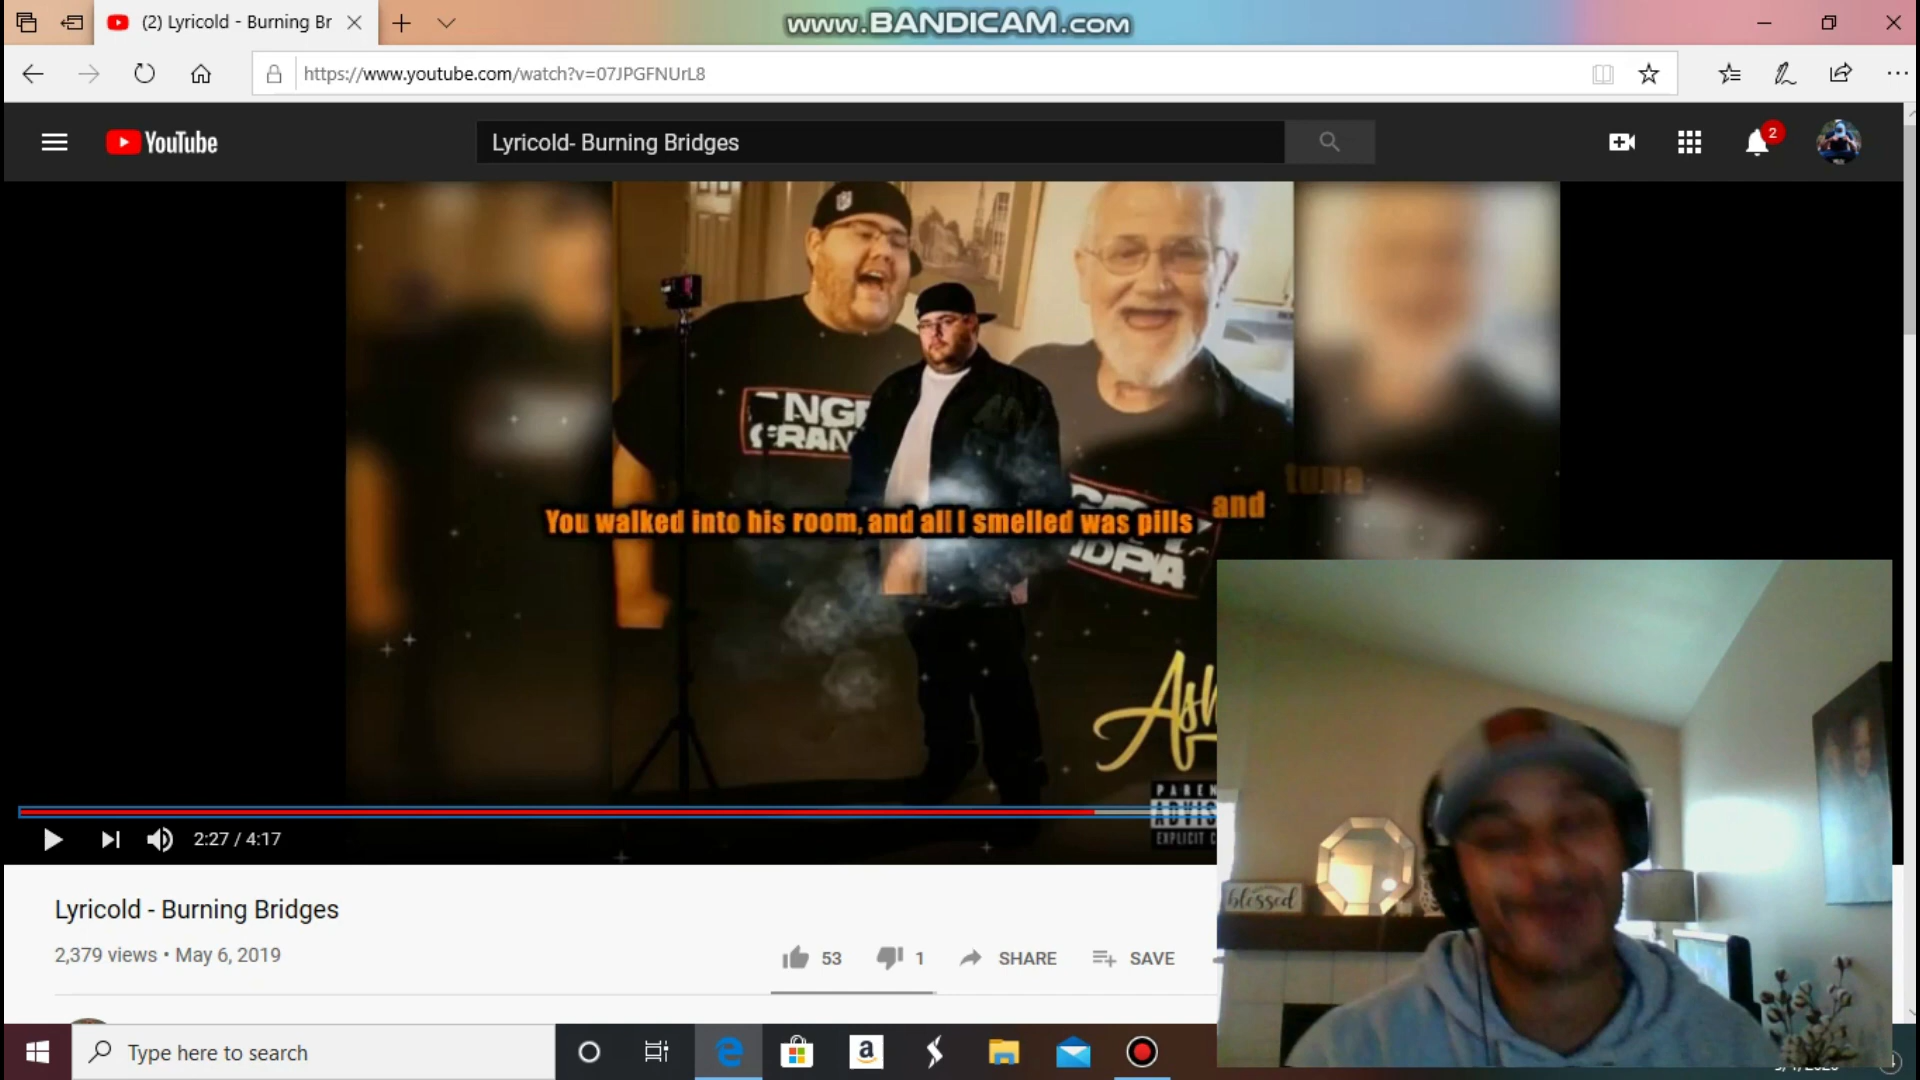 www.BANDICAM.com
(2) Lyricold - Burning Br
https://www.youtube.com/watch?v=07JPGFNUrL8
YouTube
Lyricold- Burning Bridges
2
You walked into his room, and all I smelled was pills and tuna
2:27 / 4:17
EXPLICIT
Lyricold - Burning Bridges
2,379 views • May 6, 2019
53
1
SHARE
SAVE
blessed
Type here to search